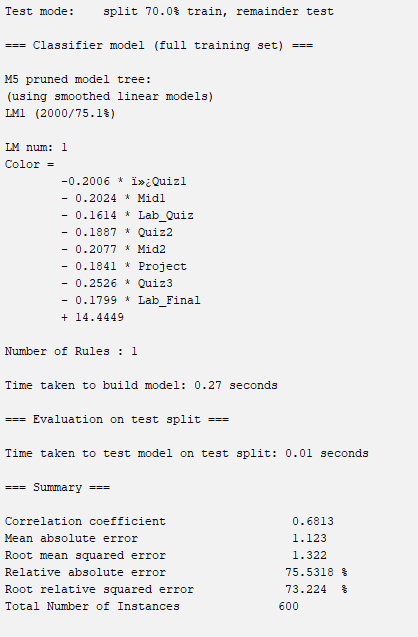 Test mode:    split 70.0% train, remainder test
=== Classifier model (full training set) ===
M5 pruned model tree:
(using smoothed linear models)
LM1 (2000/75.1%)
LM num: 1
Color =
-0.2006 * ï»¿Quiz1
- 0.2024 * Mid1
- 0.1614 * Lab_Quiz
- 0.1887 * Quiz2
- 0.2077 * Mid2
- 0.1841 * Project
- 0.2526 * Quiz3
- 0.1799 * Lab_Final
+ 14.4449
Number of Rules : 1
Time taken to build model: 0.27 seconds
=== Evaluation on test split ===
Time taken to test model on test split: 0.01 seconds
=== Summary ===
Correlation coefficient                  0.6813
Mean absolute error                      1.123
Root mean squared error                  1.322
Relative absolute error                 75.5318 %
Root relative squared error             73.224  %
Total Number of Instances              600